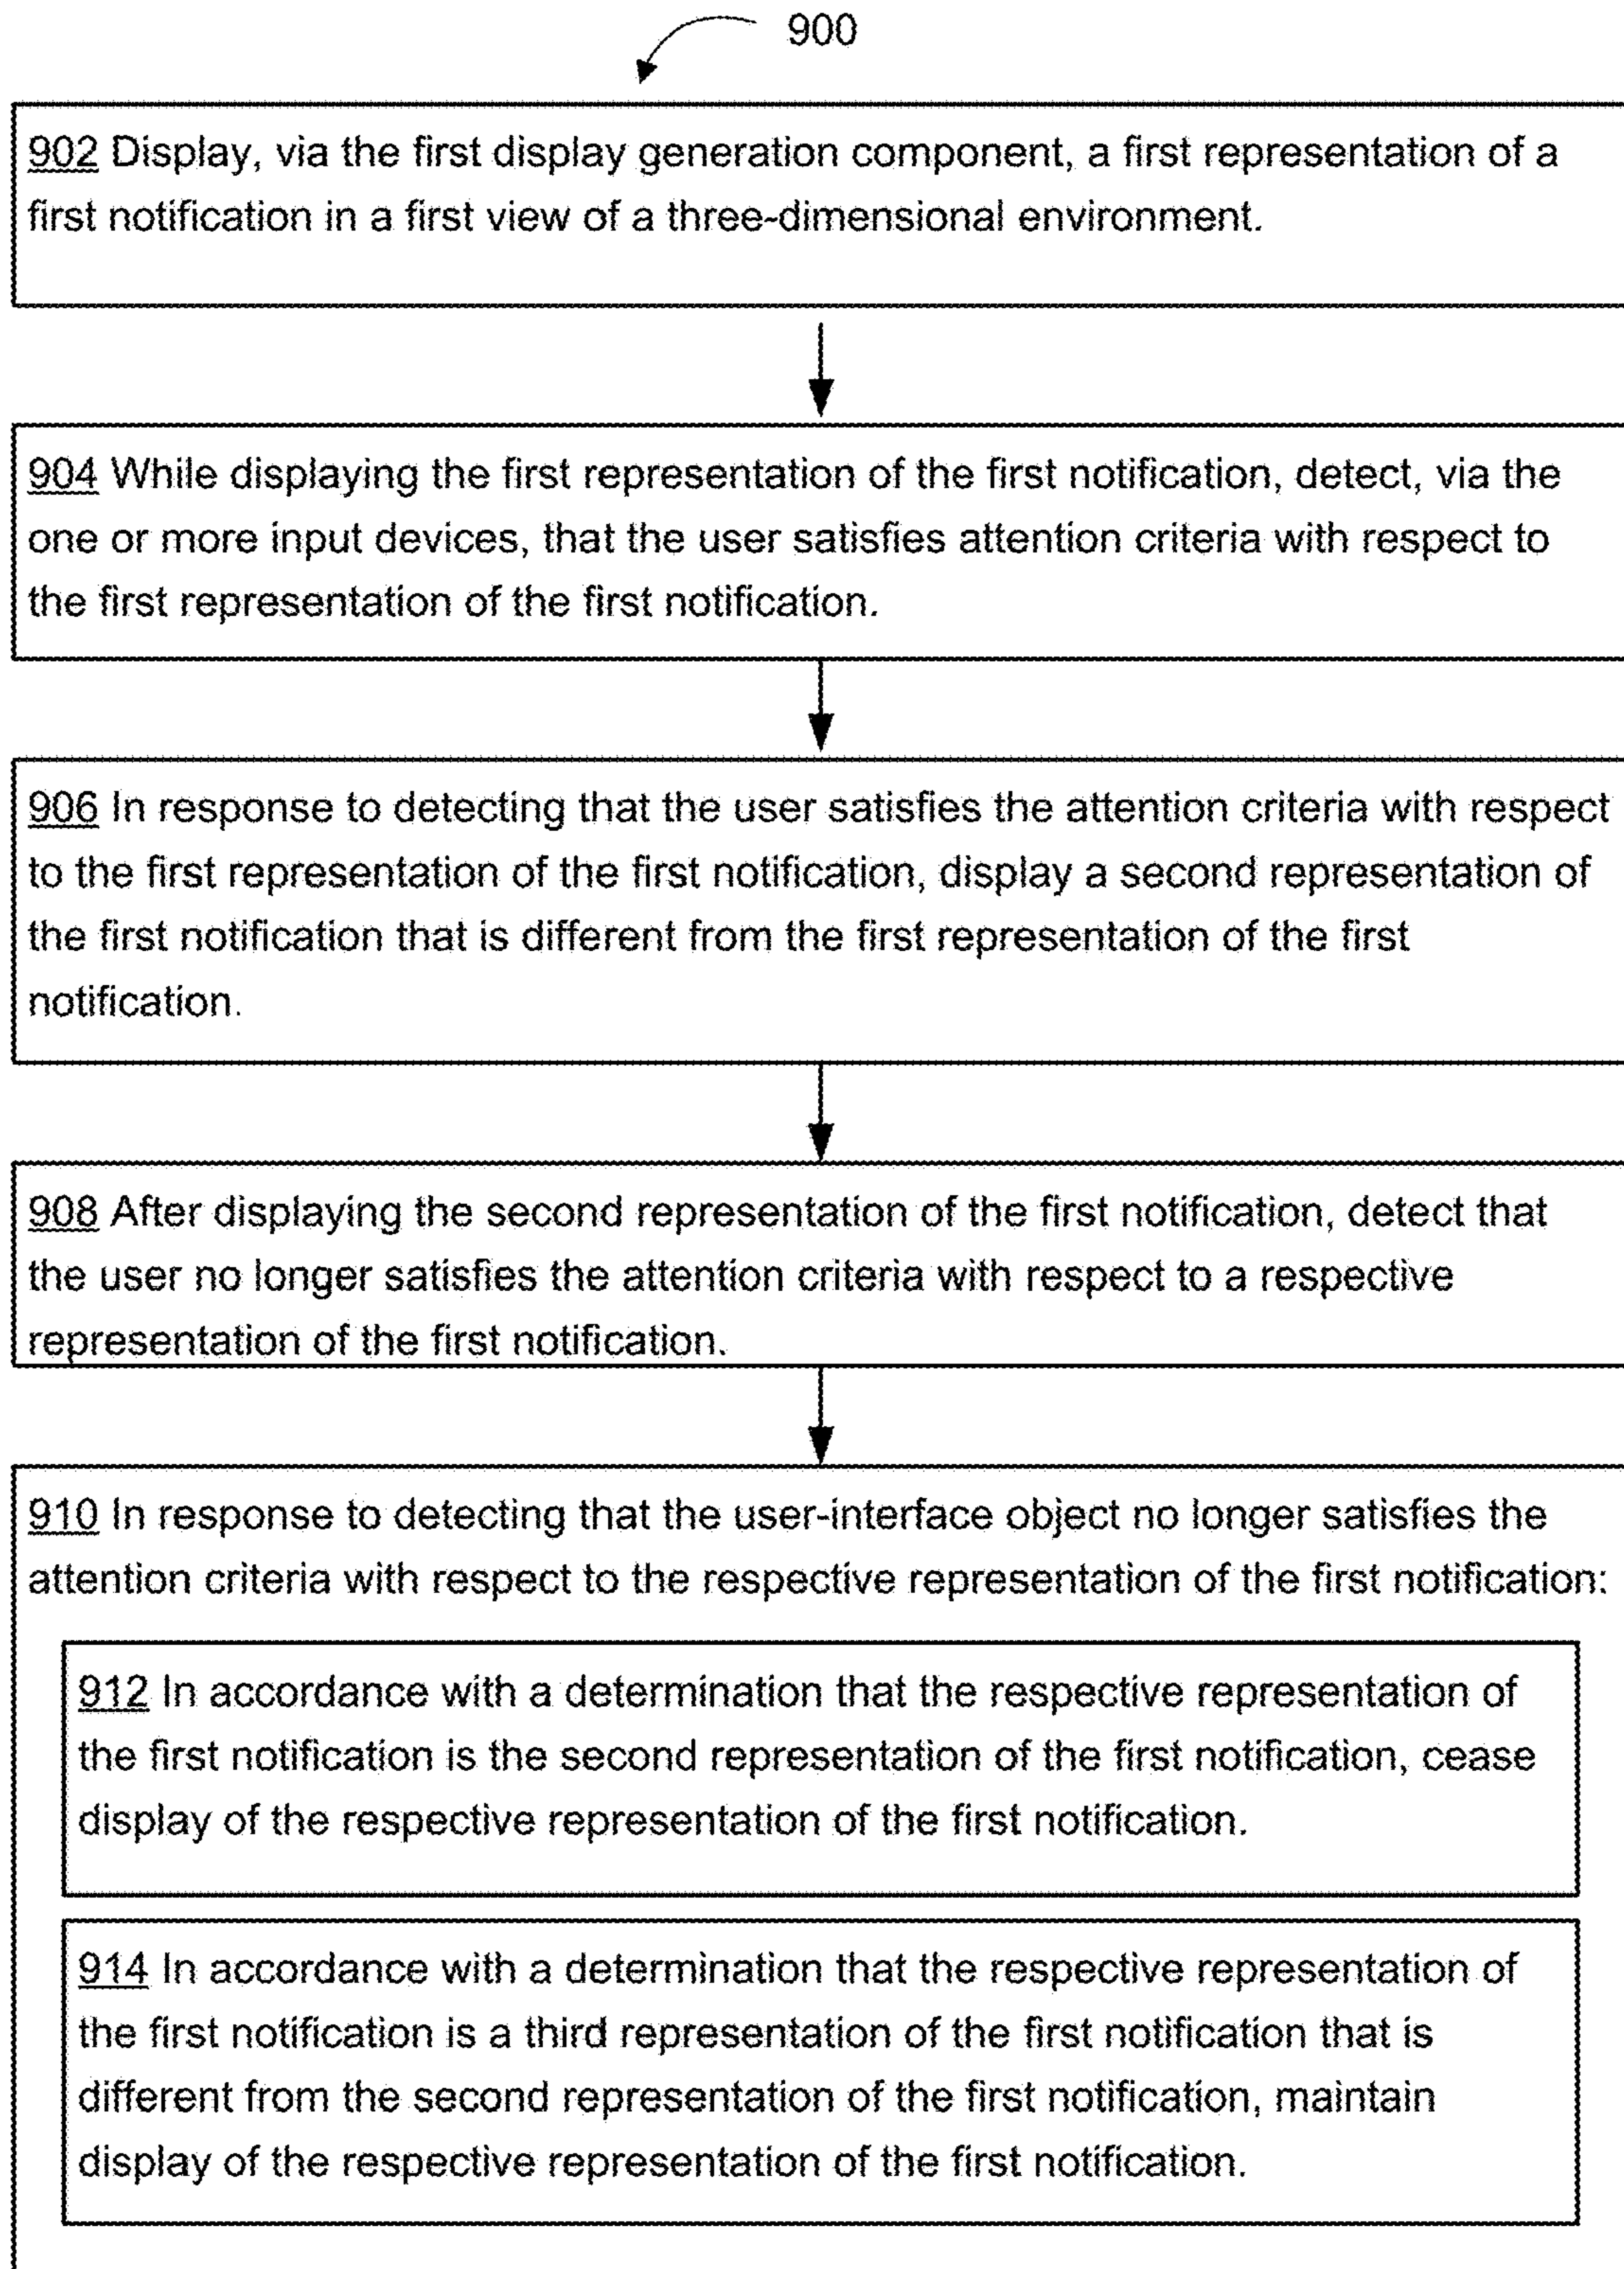 900
902 Display, via the first display generation component, a first representation of a
first notification in a first view of a three-dimensional environment.
904 While displaying the first representation of the first notification, detect, via the
one or more input devices, that the user satisfies attention criteria with respect to
the first representation of the first notification.
906 In response to detecting that the user satisfies the attention criteria with respect
to the first representation of the first notification, display a second representation of
the first notification that is different from the first representation of the first
notification.
908 After displaying the second representation of the first notification, detect that
the user no longer satisfies the attention criteria with respect to a respective
representation of the first notification.
910 In response to detecting that the user-interface object no longer satisfies the
attention criteria with respect to the respective representation of the first notification:
912 In accordance with a determination that the respective representation of
the first notification is the second representation of the first notification, cease
display of the respective representation of the first notification.
914 In accordance with a determination that the respective representation of
the first notification is a third representation of the first notification that is
different from the second representation of the first notification, maintain
display of the respective representation of the first notification.